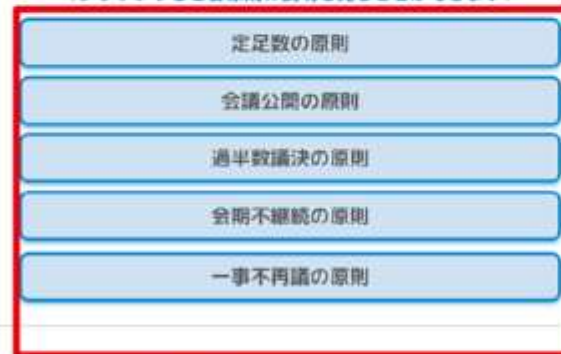 定足数の原則
会議公開の原則
過半数議決の原則
会期不継続の原則
一事不再議の原則